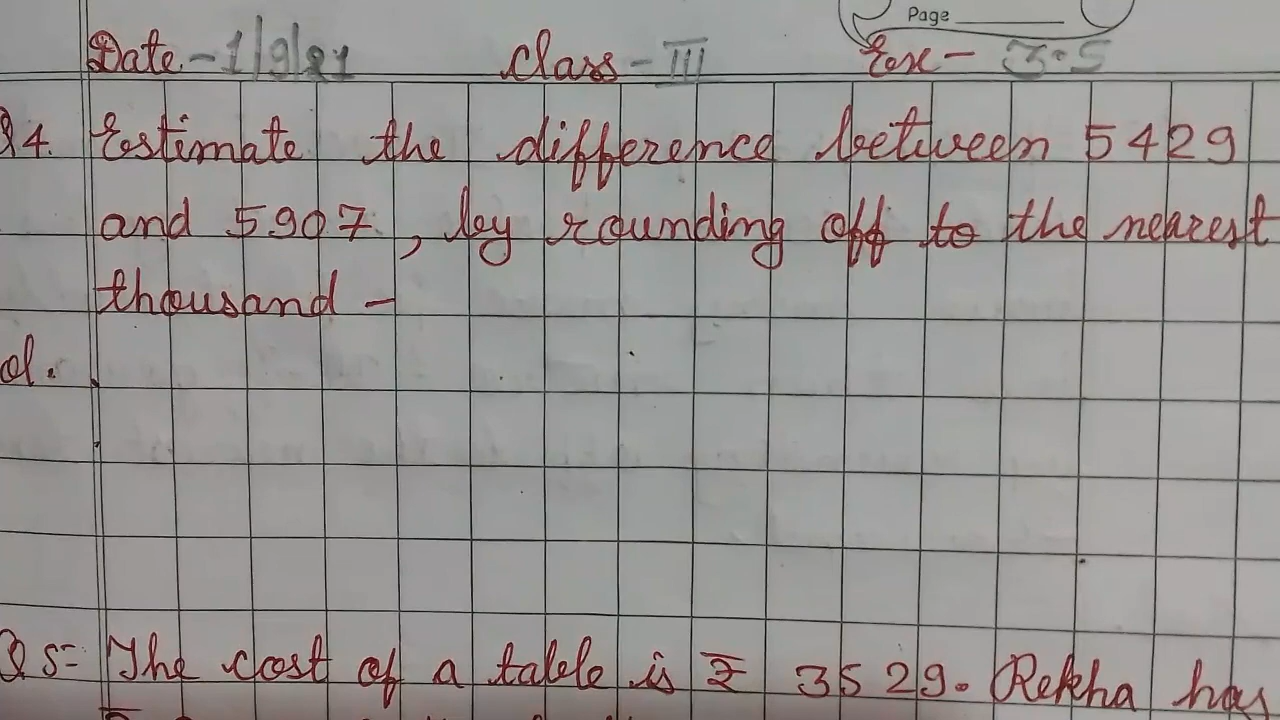 Page
Date - 1/9/21 Class - III Ex - 3.5
Q4. Estimate the difference between 5429
and 5907, by rounding off to the nearest
thousand -
ol.
Q5= The cost of a table is ₹ 3529. Rekha has